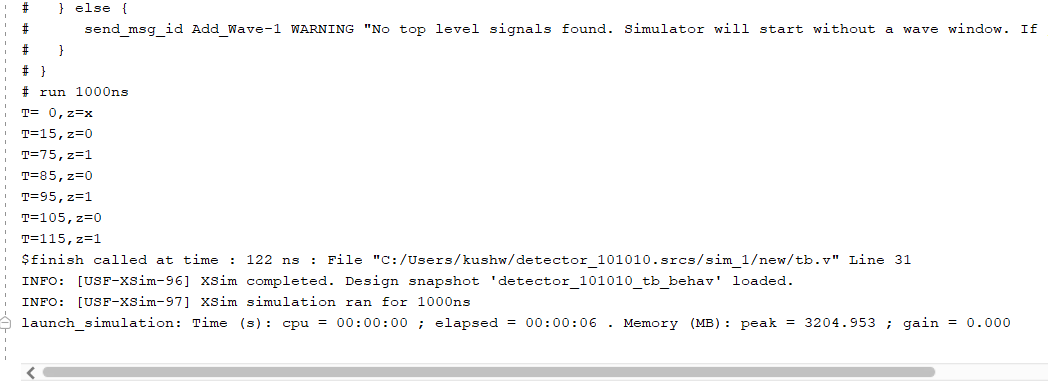 #   } else {
#      send_msg_id Add_Wave-1 WARNING "No top level signals found. Simulator will start without a wave window. If
#   }
# }
# run 1000ns
T= 0,z=x
T=15,z=0
T=75,z=1
T=85,z=0
T=95,z=1
T=105,z=0
T=115,z=1
$finish called at time : 122 ns : File "C:/Users/kushw/detector_101010.srcs/sim_1/new/tb.v" Line 31
INFO: [USF-XSim-96] XSim completed. Design snapshot 'detector_101010_tb_behav' loaded.
INFO: [USF-XSim-97] XSim simulation ran for 1000ns
launch_simulation: Time (s): cpu = 00:00:00 ; elapsed = 00:00:06 . Memory (MB): peak = 3204.953 ; gain = 0.000